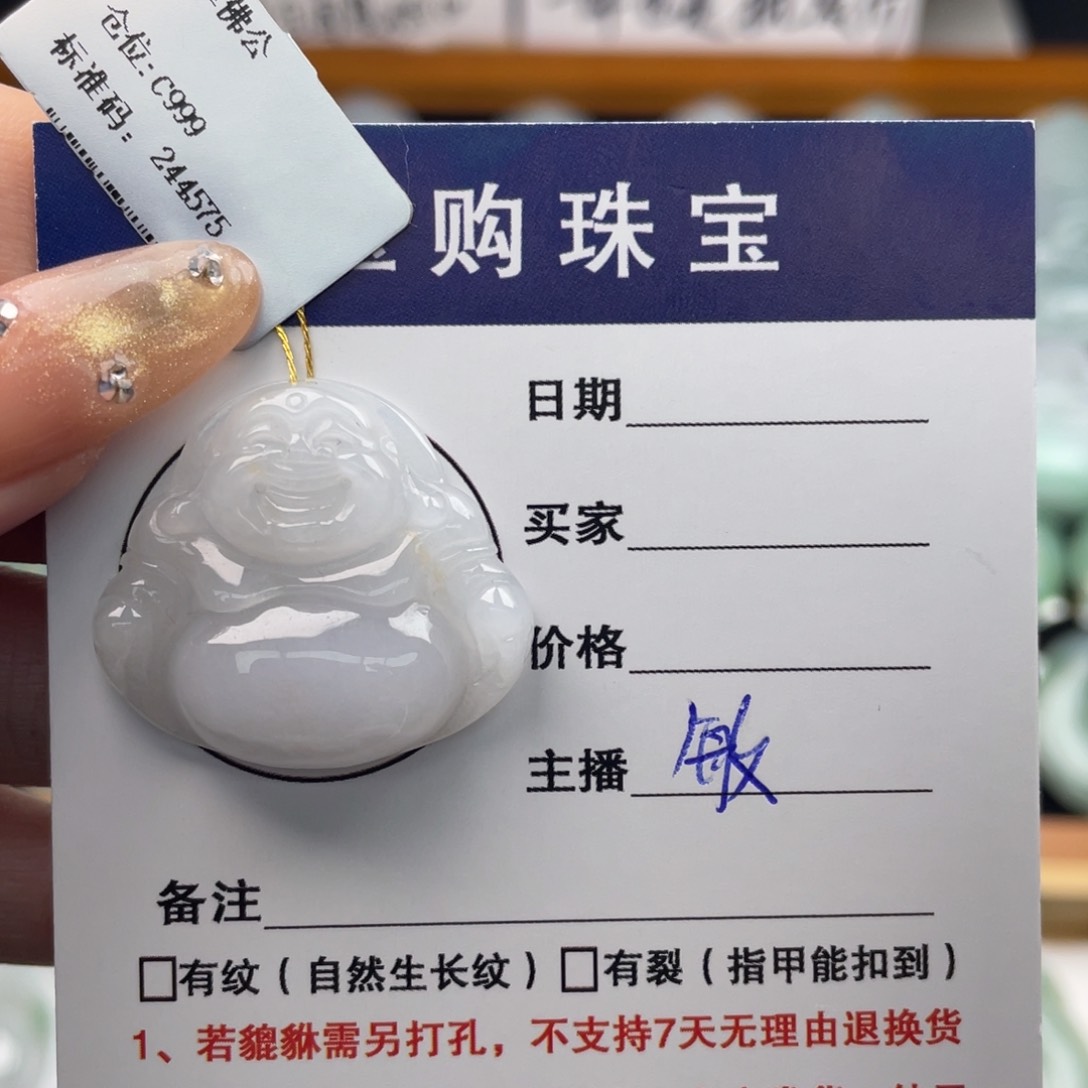 佛公
仓位：C999
标准码：244575
购珠宝
日期
买家
价格
主播 敏
备注
□有纹（自然生长纹）□有裂（指甲能扣到）
1、若貔貅需另打孔，不支持7天无理由退换货